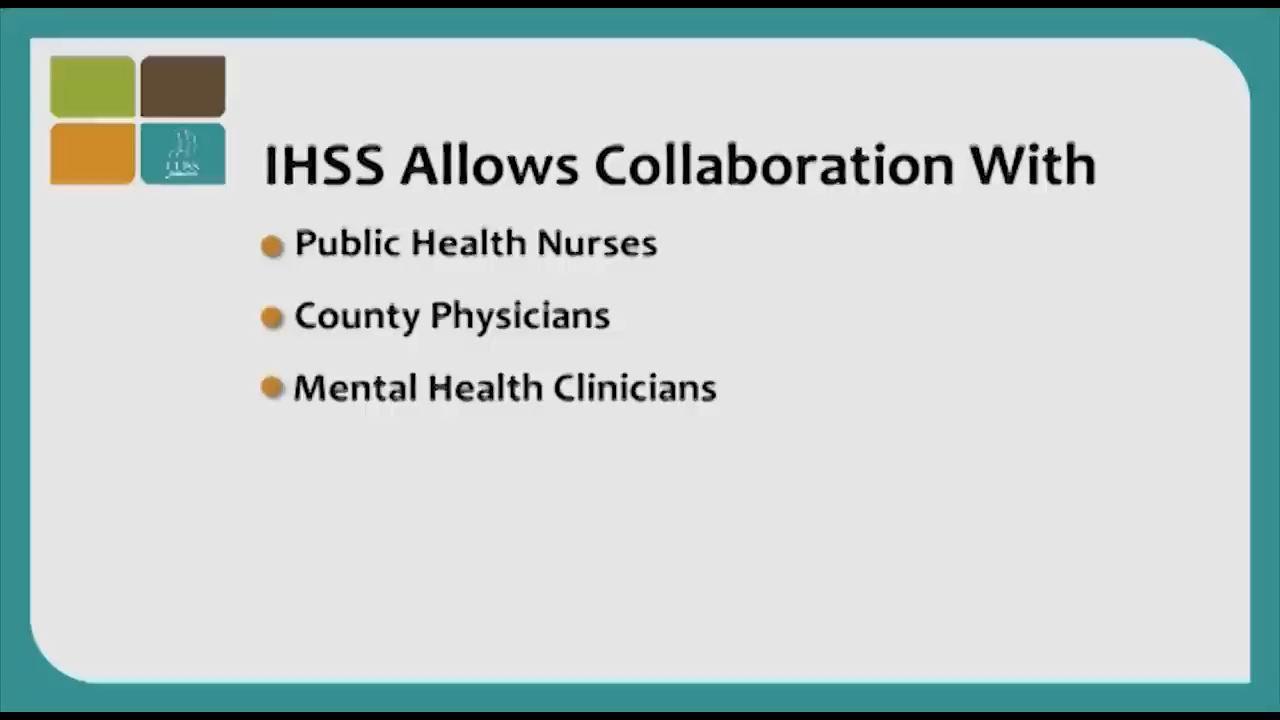 IHSS Allows Collaboration With
Public Health Nurses
County Physicians
Mental Health Clinicians